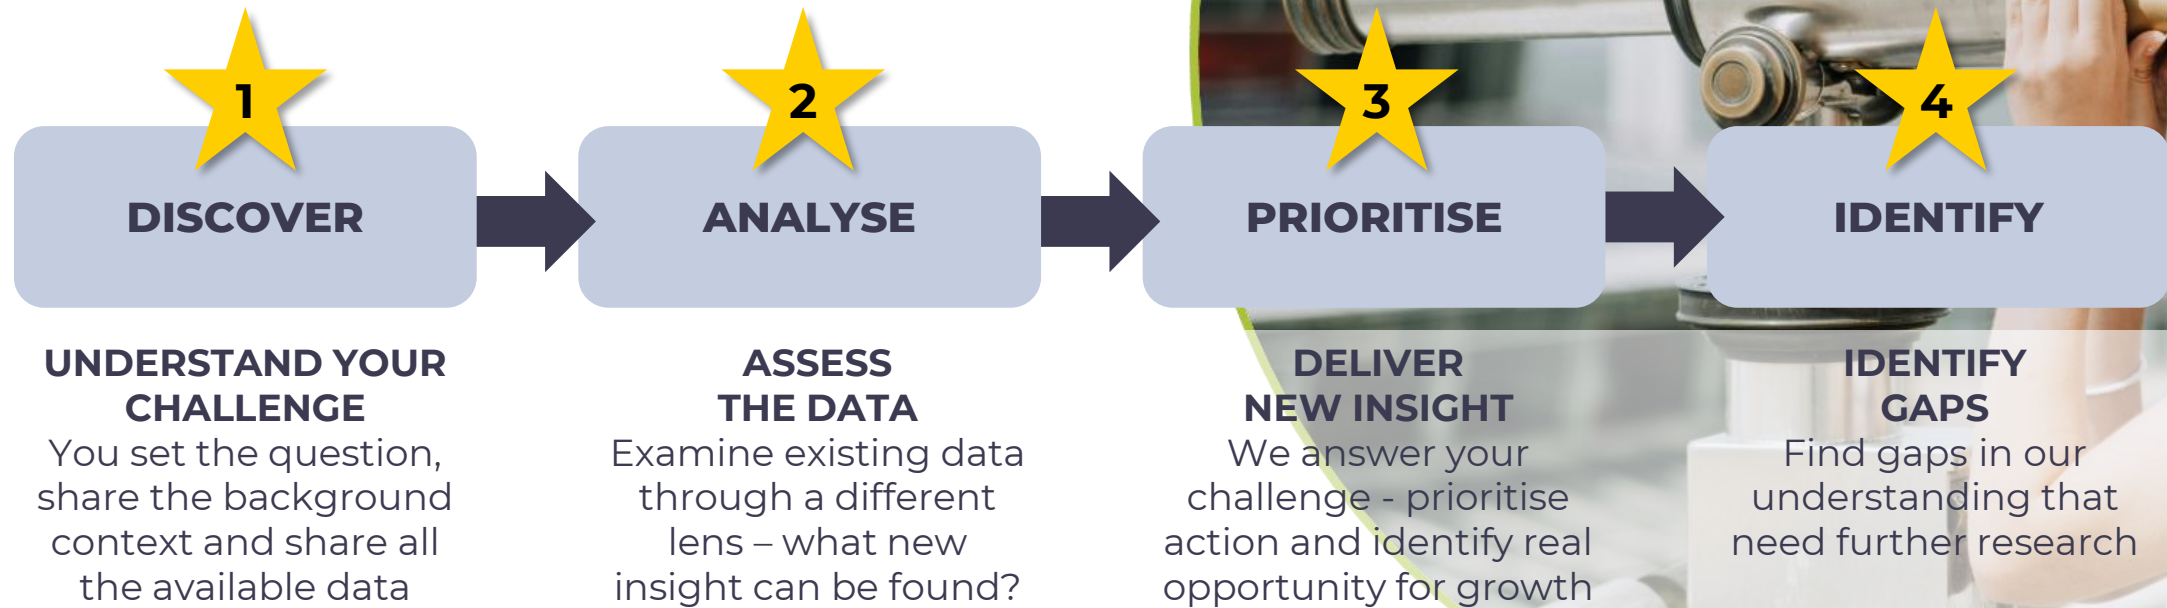 1
DISCOVER
UNDERSTAND YOUR
CHALLENGE
You set the question,
share the background
context and share all
the available data
2
ANALYSE
ASSESS
THE DATA
Examine existing data
through a different
lens – what new
insight can be found?
3
PRIORITISE
DELIVER
NEW INSIGHT
We answer your
challenge - prioritise
action and identify real
opportunity for growth
4
IDENTIFY
IDENTIFY
GAPS
Find gaps in our
understanding that
need further research